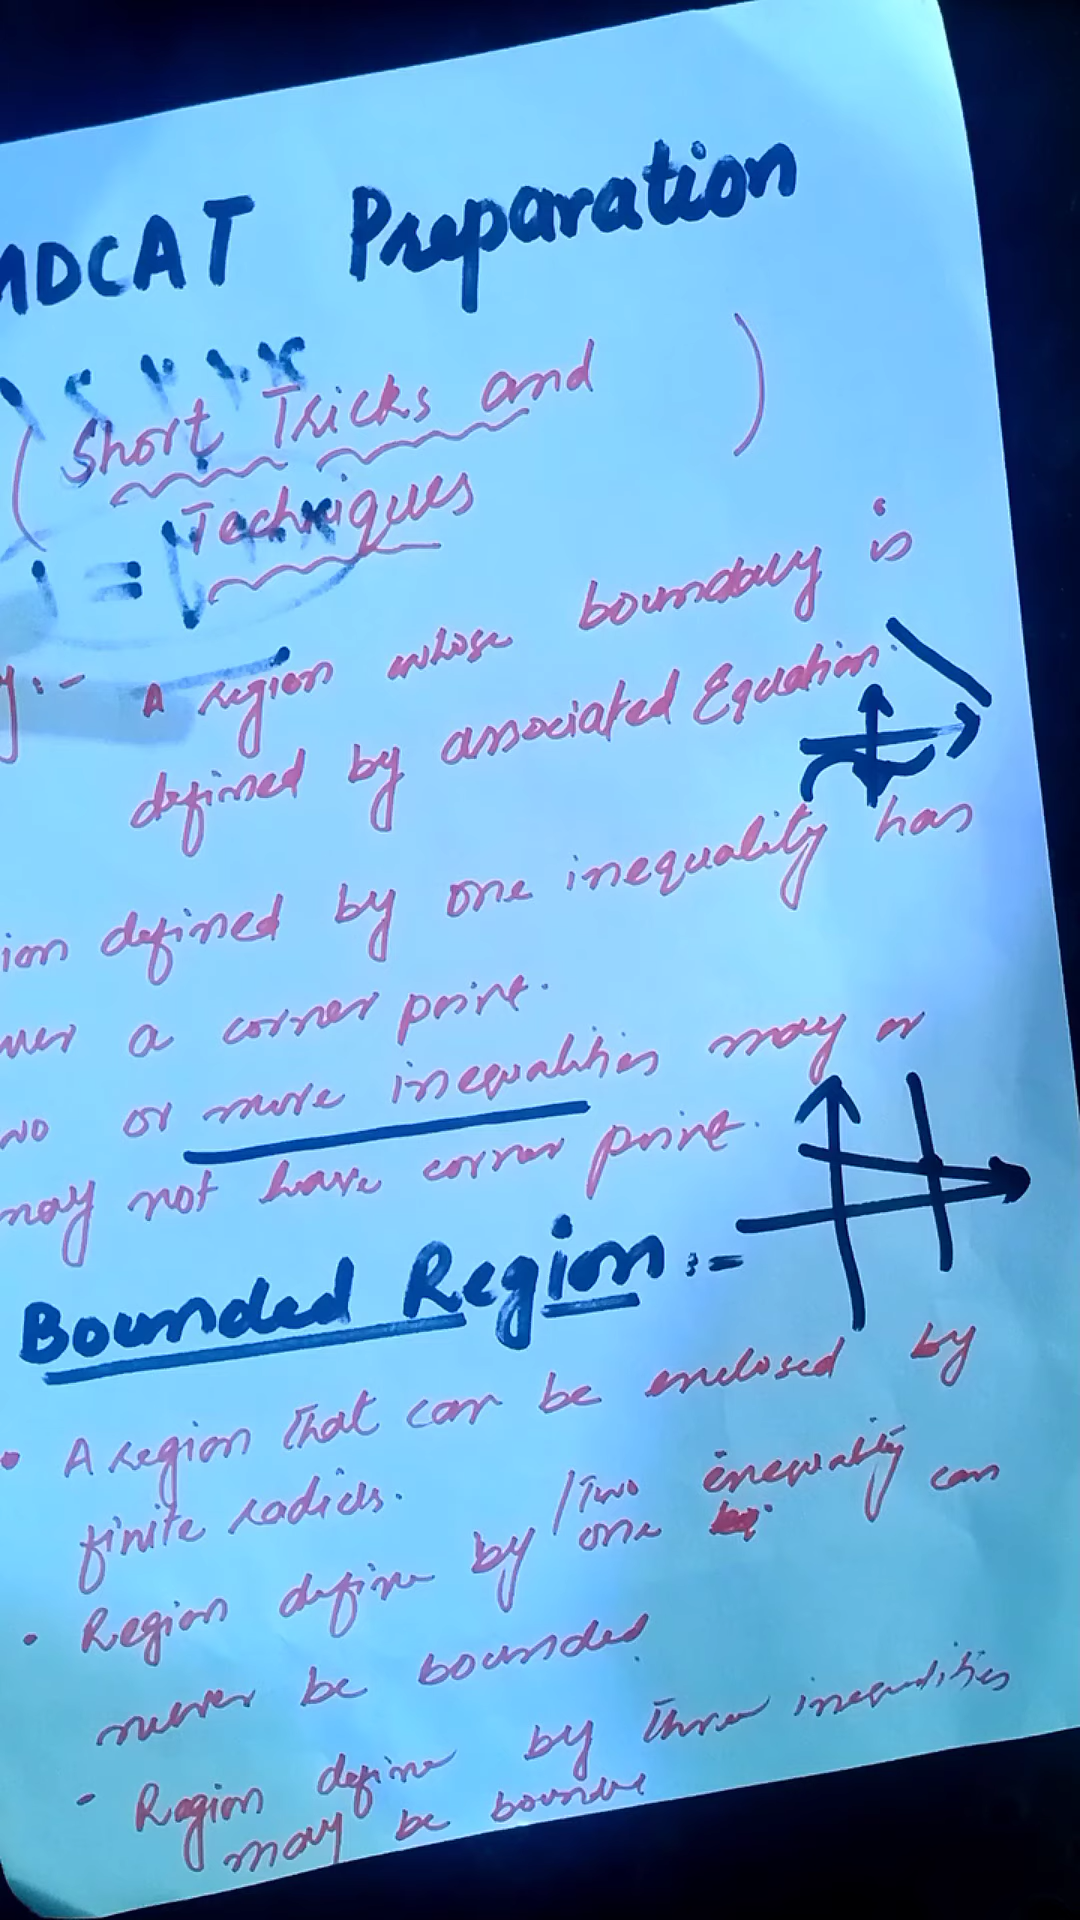 MDCAT Preparation
(Short Tricks and
Techniques)
:- A region whose boundary is
defined by associated Equation.
defined by one inequality has
a corner point.
or more inequalities may or
may not have corner point.
Bounded Region :-
• A region that can be enclosed by
finite radius.
• Region define by one /Two inequality can
never be bounded
• Region define by three inequalities
may be